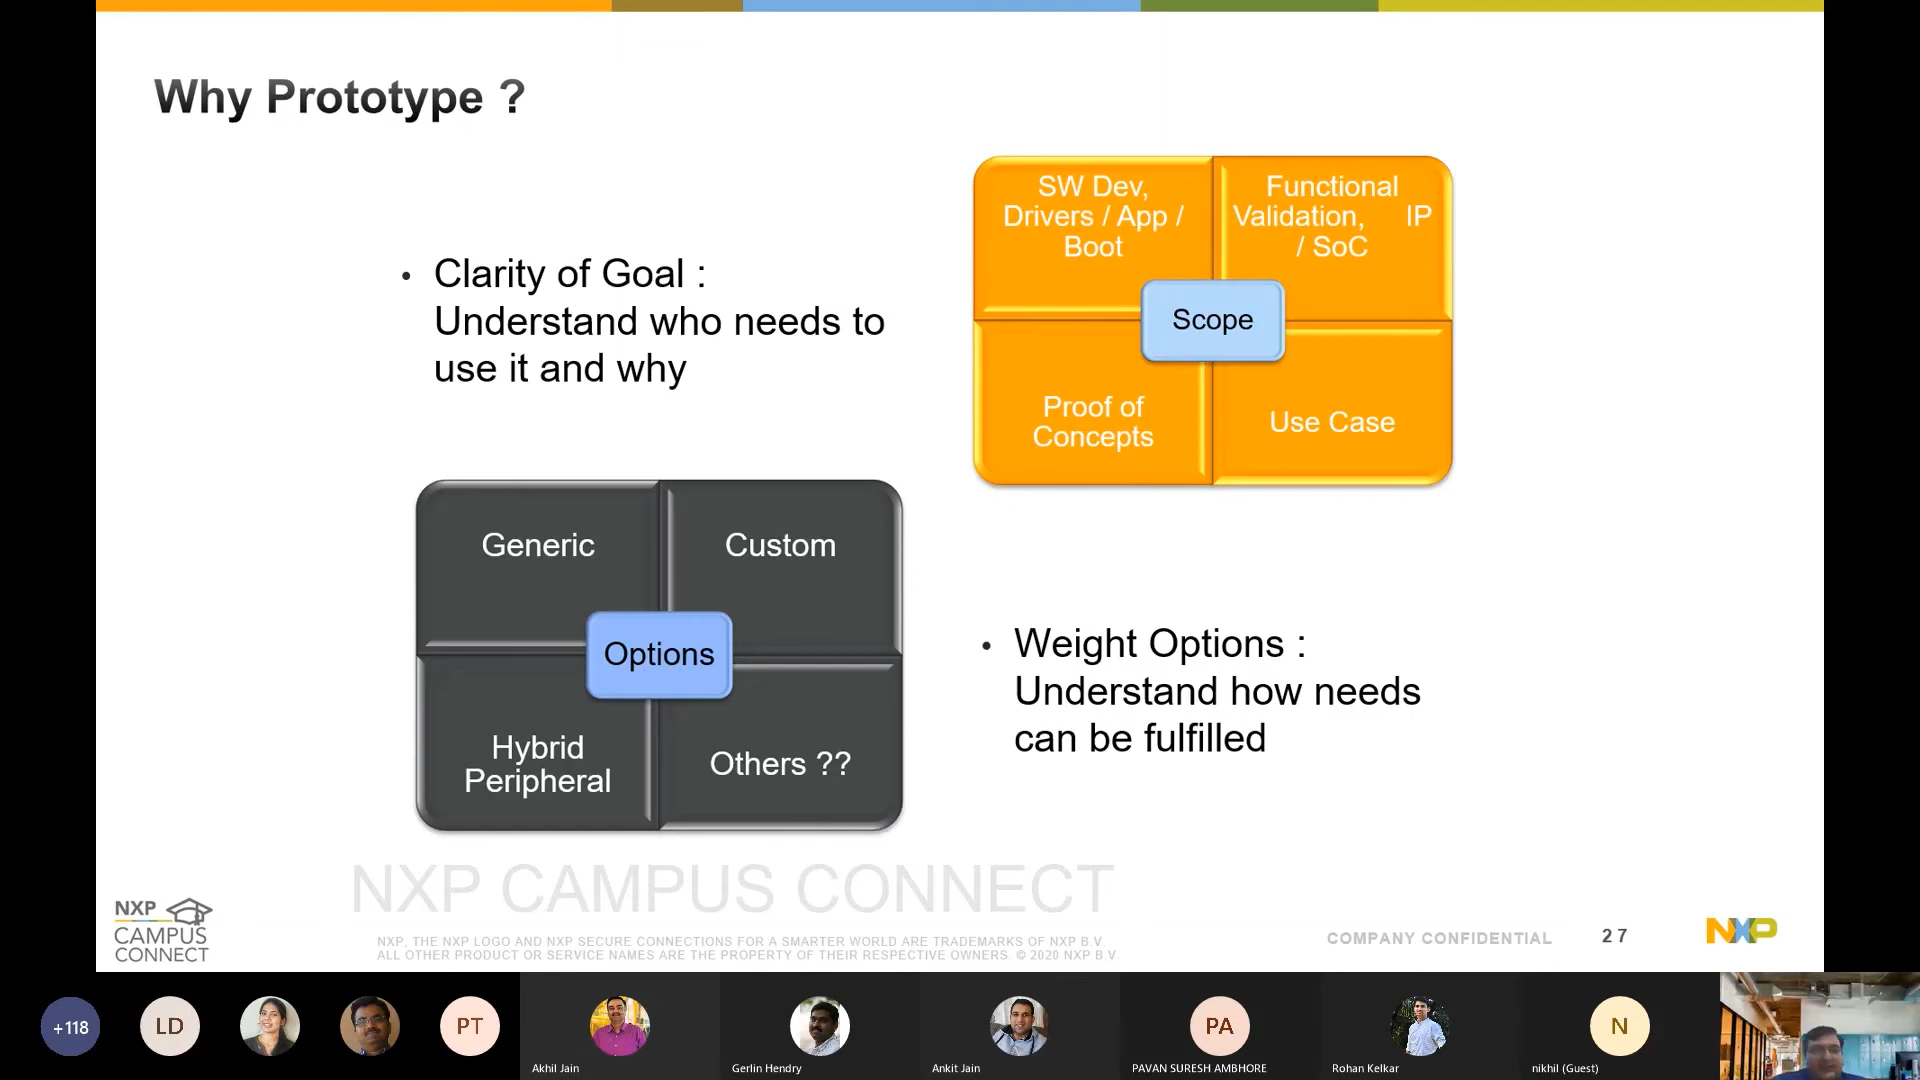 Why Prototype ?
• Clarity of Goal :
Understand who needs to
use it and why
SW Dev,
Drivers / App /
Boot
Functional
Validation, IP
/ SoC
Scope
Proof of
Concepts
Use Case
Generic
Custom
Options
Hybrid
Peripheral
Others ??
• Weight Options :
Understand how needs
can be fulfilled
NXP CAMPUS CONNECT
NXP
CAMPUS
CONNECT
NXP, THE NXP LOGO AND NXP SECURE CONNECTIONS FOR A SMARTER WORLD ARE TRADEMARKS OF NXP B.V.
ALL OTHER PRODUCT OR SERVICE NAMES ARE THE PROPERTY OF THEIR RESPECTIVE OWNERS. © 2020 NXP B.V.
COMPANY CONFIDENTIAL
27
NXP
+118
LD
PT
PA
N
Akhil Jain
Gerlin Hendry
Ankit Jain
PAVAN SURESH AMBHORE
Rohan Kelkar
nikhil (Guest)